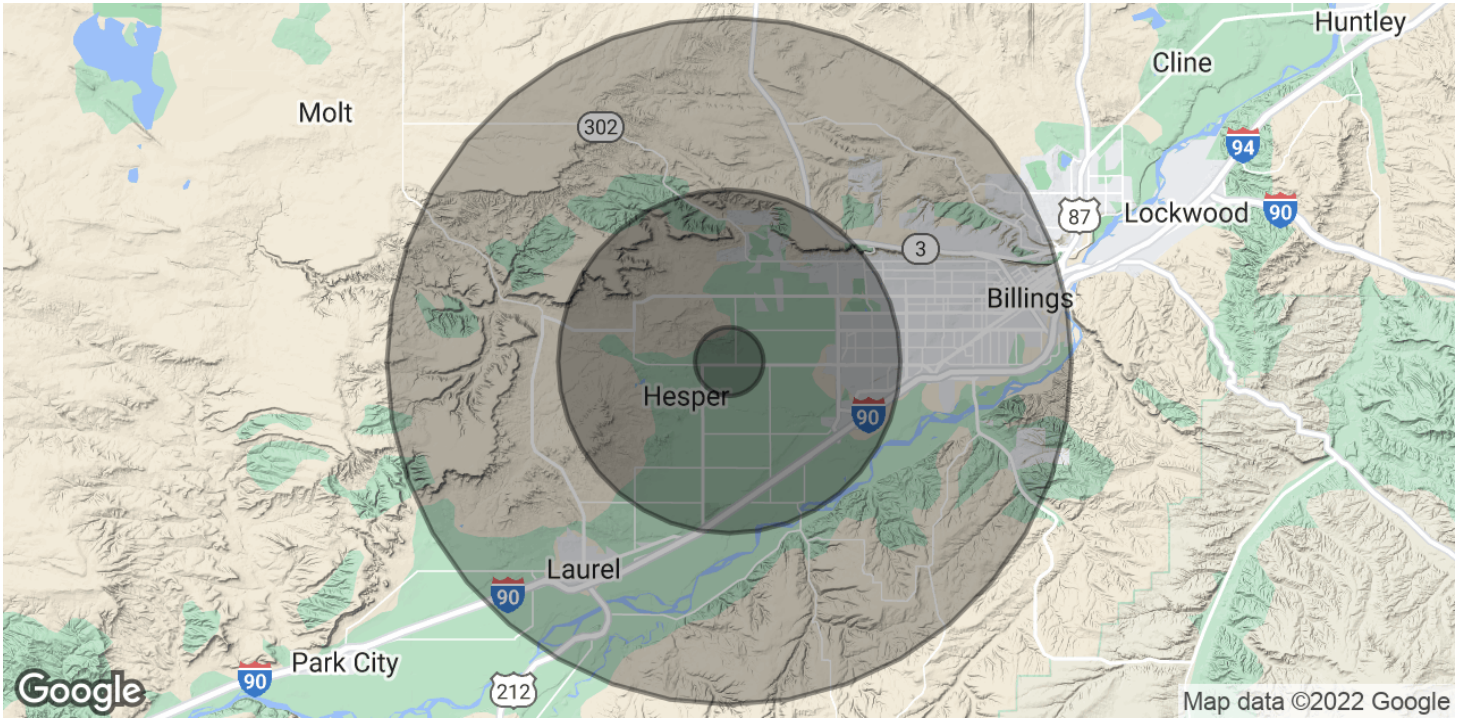 Huntley
Cline
Molt
302
94
87
Lockwood
90
3
Billings
Hesper
90
Laurel
90
Park City
90
212
Google
Map data ©2022 Google